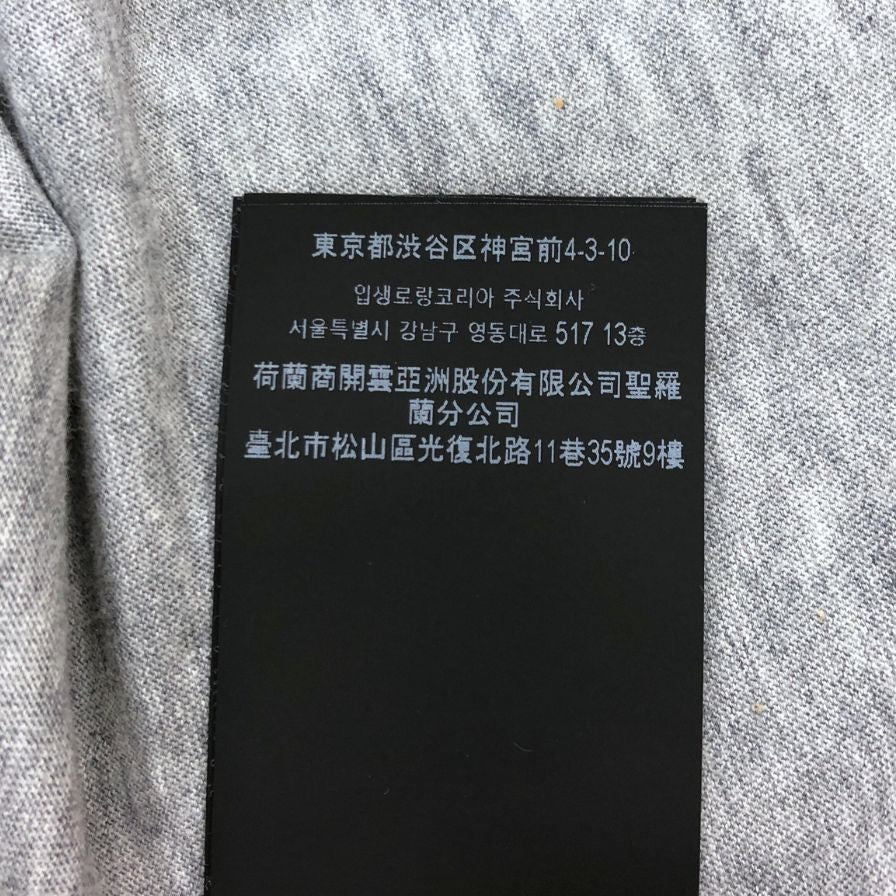 東京都渋谷区神宮前4-3-10
입생로랑코리아 주식회사
서울특별시 강남구 영동대로 517 13층
荷蘭商開雲亞洲股份有限公司聖羅
蘭分公司
臺北市松山區光復北路11巷35號9樓